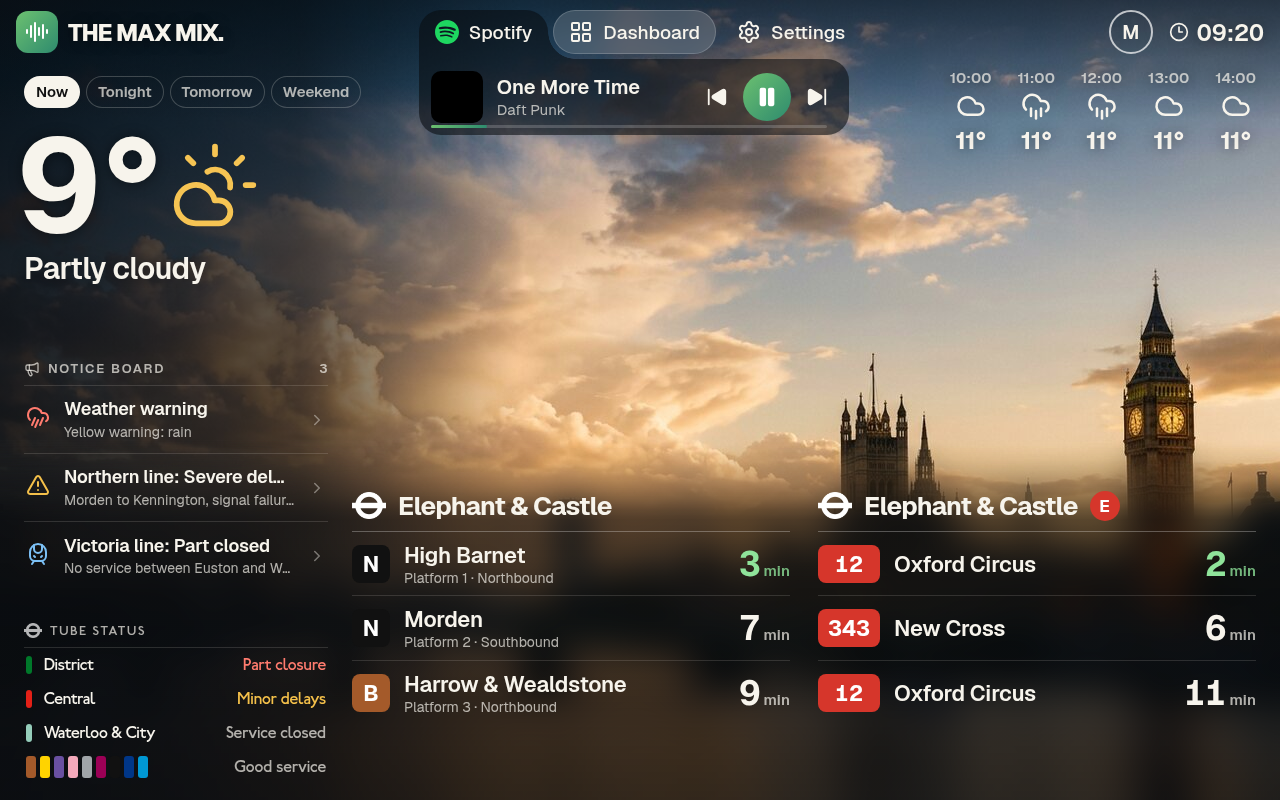 THE MAX MIX.
Spotify
Dashboard
Settings
M
09:20
Now
Tonight
Tomorrow
Weekend
One More Time
Daft Punk
10:00 11:00 12:00 13:00 14:00
11° 11° 11° 11° 11°
9°
Partly cloudy
NOTICE BOARD 3
Weather warning
Yellow warning: rain
Northern line: Severe del...
Morden to Kennington, signal failur...
Victoria line: Part closed
No service between Euston and W...
TUBE STATUS
District Part closure
Central Minor delays
Waterloo & City Service closed
Good service
Elephant & Castle
N High Barnet 3 min
Platform 1 · Northbound
N Morden 7 min
Platform 2 · Southbound
B Harrow & Wealdstone 9 min
Platform 3 · Northbound
Elephant & Castle E
12 Oxford Circus 2 min
343 New Cross 6 min
12 Oxford Circus 11 min